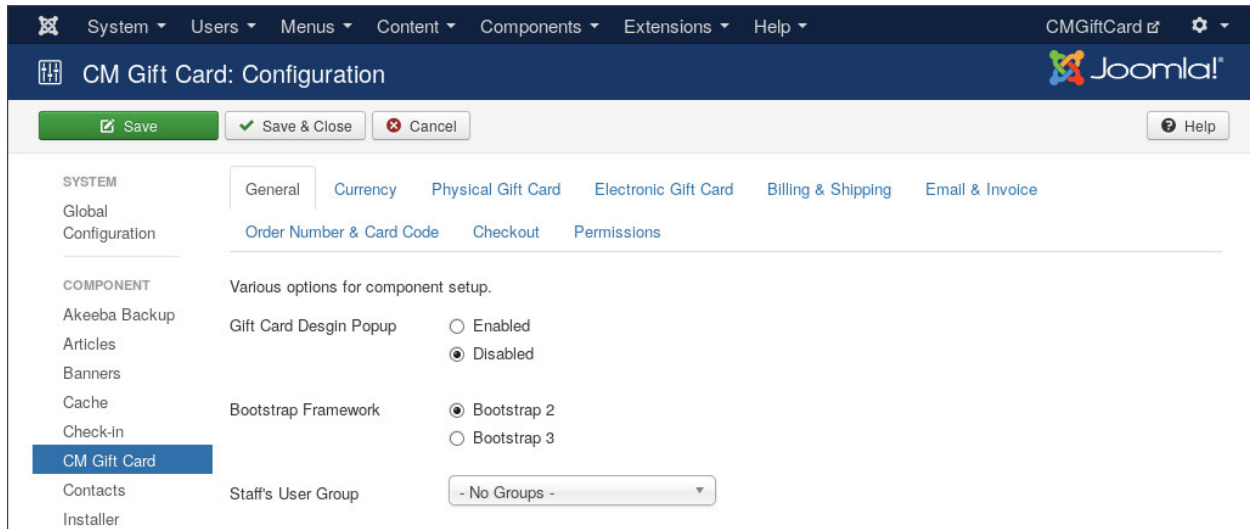 System Users Menus Content Components Extensions Help CMGiftCard
CM Gift Card: Configuration Joomla!®
Save Save & Close Cancel Help
SYSTEM
Global
Configuration
COMPONENT
Akeeba Backup
Articles
Banners
Cache
Check-in
CM Gift Card
Contacts
Installer
General Currency Physical Gift Card Electronic Gift Card Billing & Shipping Email & Invoice
Order Number & Card Code Checkout Permissions
Various options for component setup.
Gift Card Desgin Popup Enabled
Disabled
Bootstrap Framework Bootstrap 2
Bootstrap 3
Staff's User Group - No Groups -